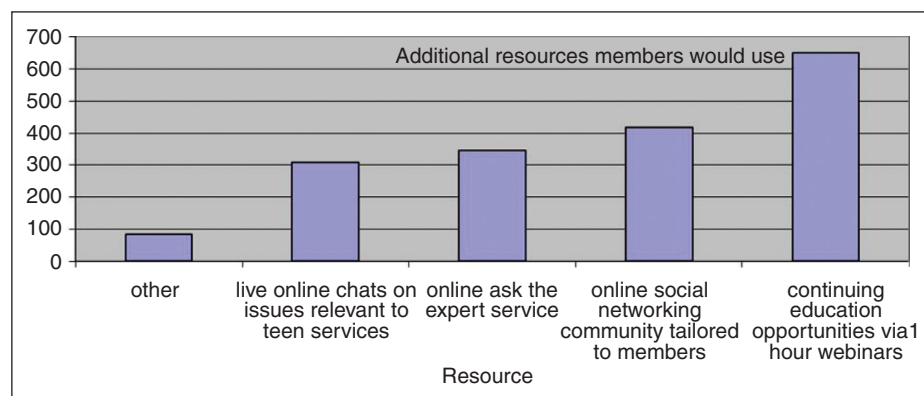 700
Additional resources members would use
600
500
400
300
200
100
0
other
live online chats on
issues relevant to
teen services
online ask the
expert service
online social
networking
community tailored
to members
continuing
education
opportunities via1
hour webinars
Resource